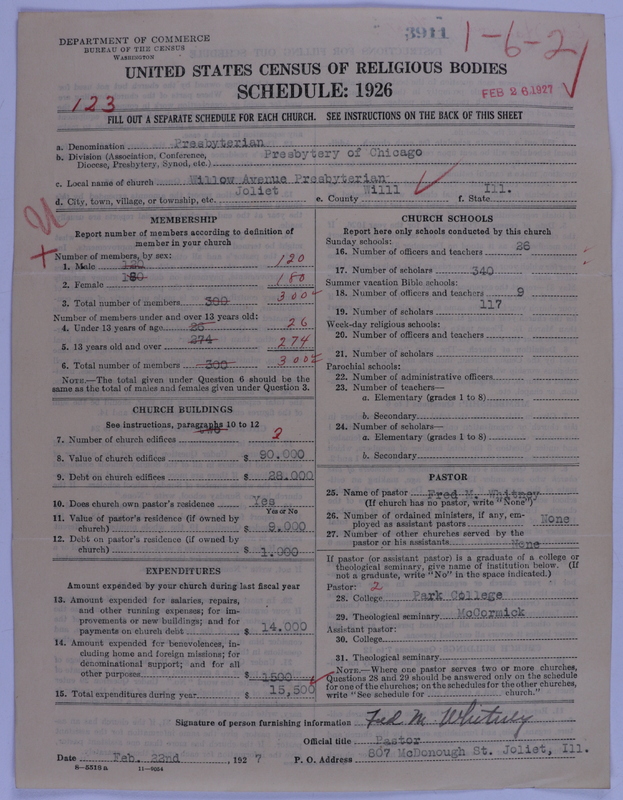 DEPARTMENT OF COMMERCE
BUREAU OF THE CENSUS
WASHINGTON
3911
1-6-2
UNITED STATES CENSUS OF RELIGIOUS BODIES
SCHEDULE: 1926
FEB 26 1927
123
FILL OUT A SEPARATE SCHEDULE FOR EACH CHURCH. SEE INSTRUCTIONS ON THE BACK OF THIS SHEET
a. Denomination Presbyterian
b. Division (Association, Conference, Diocese, Presbytery, Synod, etc.) Presbytery of Chicago
c. Local name of church Willow Avenue Presbyterian
d. City, town, village, or township, etc. Joliet e. County Willl f. State Ill.
MEMBERSHIP
Report number of members according to definition of
member in your church
Number of members, by sex:
1. Male 120 120
2. Female 180 180
3. Total number of members 300 300
Number of members under and over 13 years old:
4. Under 13 years of age 26 26
5. 13 years old and over 274 274
6. Total number of members 300 300
NOTE.—The total given under Question 6 should be the
same as the total of males and females given under Question 3.
CHURCH BUILDINGS
See instructions, paragraphs 10 to 12
7. Number of church edifices two 2
8. Value of church edifices $ 90.000
9. Debt on church edifices $ 28.000
10. Does church own pastor's residence Yes
Yes or No
11. Value of pastor's residence (if owned by
church) $ 9.000
12. Debt on pastor's residence (if owned by
church) $ 1.000
EXPENDITURES
Amount expended by your church during last fiscal year
13. Amount expended for salaries, repairs,
and other running expenses; for im-
provements or new buildings; and for
payments on church debt $ 14.000
14. Amount expended for benevolences, in-
cluding home and foreign missions; for
denominational support; and for all
other purposes $ 1500
15. Total expenditures during year $ 15,500
CHURCH SCHOOLS
Report here only schools conducted by this church
Sunday schools:
16. Number of officers and teachers 26
17. Number of scholars 340
Summer vacation Bible schools:
18. Number of officers and teachers 9
19. Number of scholars 117
Week-day religious schools:
20. Number of officers and teachers
21. Number of scholars
Parochial schools:
22. Number of administrative officers
23. Number of teachers—
a. Elementary (grades 1 to 8)
b. Secondary
24. Number of scholars—
a. Elementary (grades 1 to 8)
b. Secondary
PASTOR
25. Name of pastor Fred M. Whitney
(If church has no pastor, write "None")
26. Number of ordained ministers, if any, em-
ployed as assistant pastors None
27. Number of other churches served by the
pastor or his assistants None
If pastor (or assistant pastor) is a graduate of a college or
theological seminary, give name of institution below. (If
not a graduate, write "No" in the space indicated.)
Pastor: 2
28. College Park College
29. Theological seminary McCormick
Assistant pastor:
30. College
31. Theological seminary
NOTE.—Where one pastor serves two or more churches,
Questions 28 and 29 should be answered only on the schedule
for one of the churches; on the schedules for the other churches,
write "See schedule for church."
Signature of person furnishing information Fred M. Whitney
Official title Pastor
Date Feb. 22nd, 1927 P. O. Address 807 McDonough St. Joliet, Ill.
8-5518a 11-9024